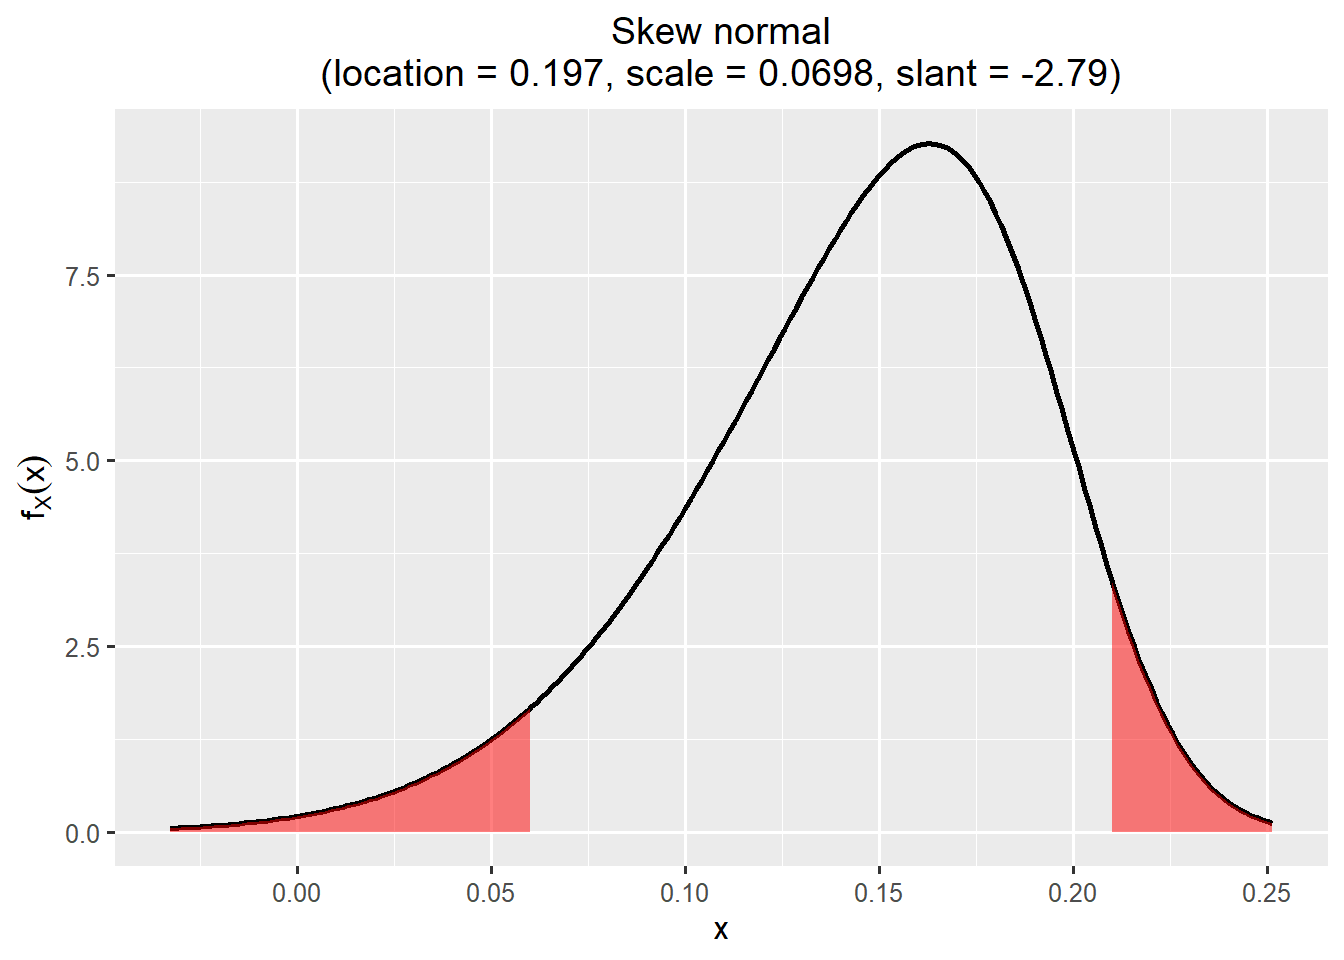 Skew normal
(location = 0.197, scale = 0.0698, slant = -2.79)
7.5
5.0
2.5
0.0
fX(x)
0.00 0.05 0.10 0.15 0.20 0.25
x